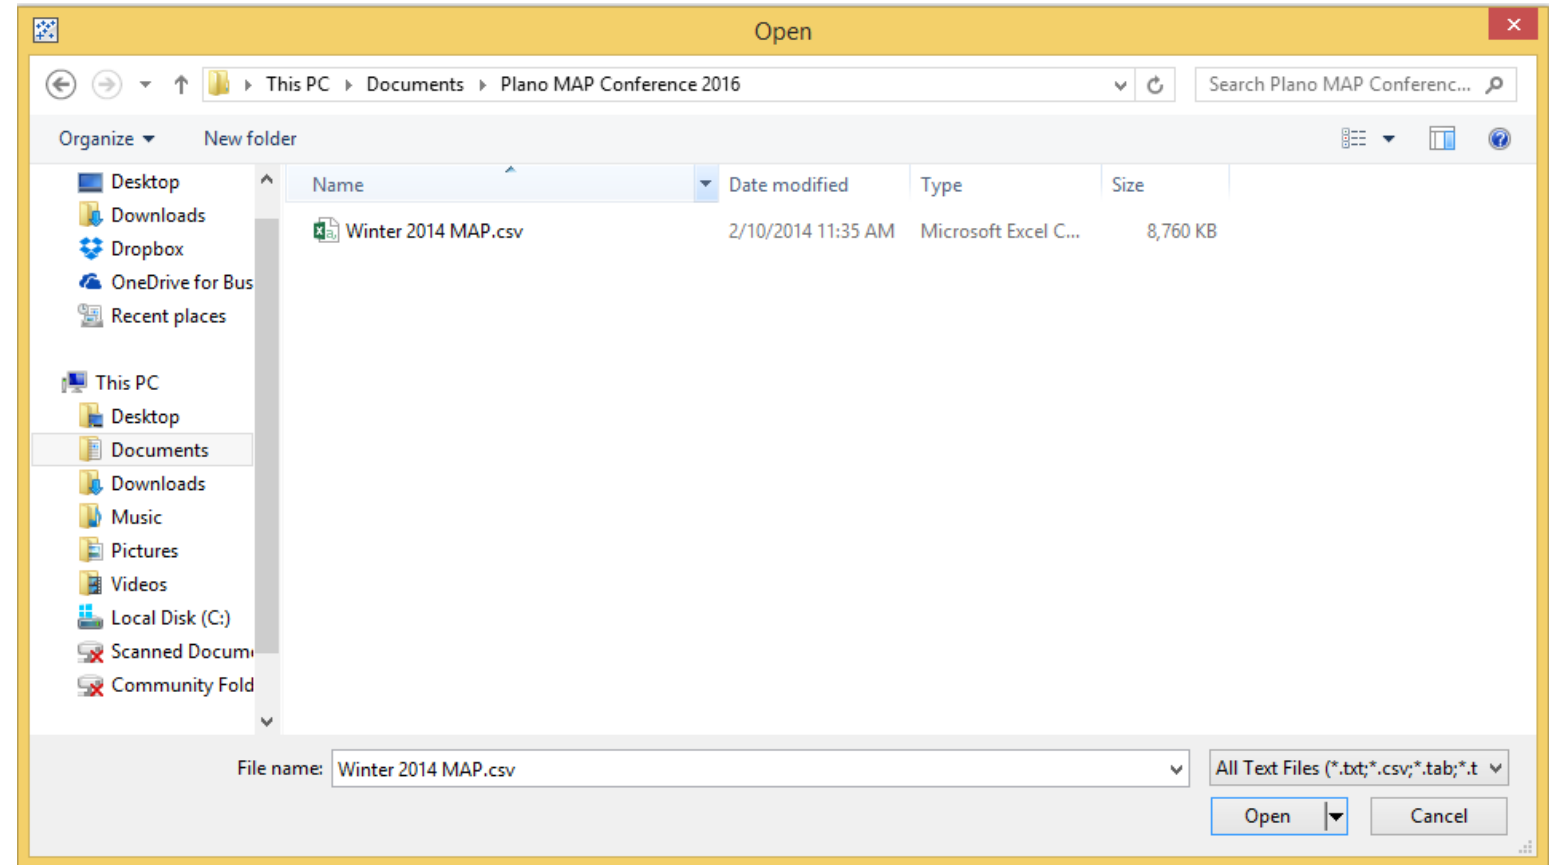 Open
This PC Documents Plano MAP Conference 2016 Search Plano MAP Conferenc...
Organize New folder
Name Date modified Type Size
Winter 2014 MAP.csv 2/10/2014 11:35 AM Microsoft Excel C... 8,760 KB
Desktop
Downloads
Dropbox
OneDrive for Bus
Recent places
This PC
Desktop
Documents
Downloads
Music
Pictures
Videos
Local Disk (C:)
Scanned Docum
Community Fold
File name: Winter 2014 MAP.csv All Text Files (*.txt;*.csv;*.tab;*.t
Open Cancel